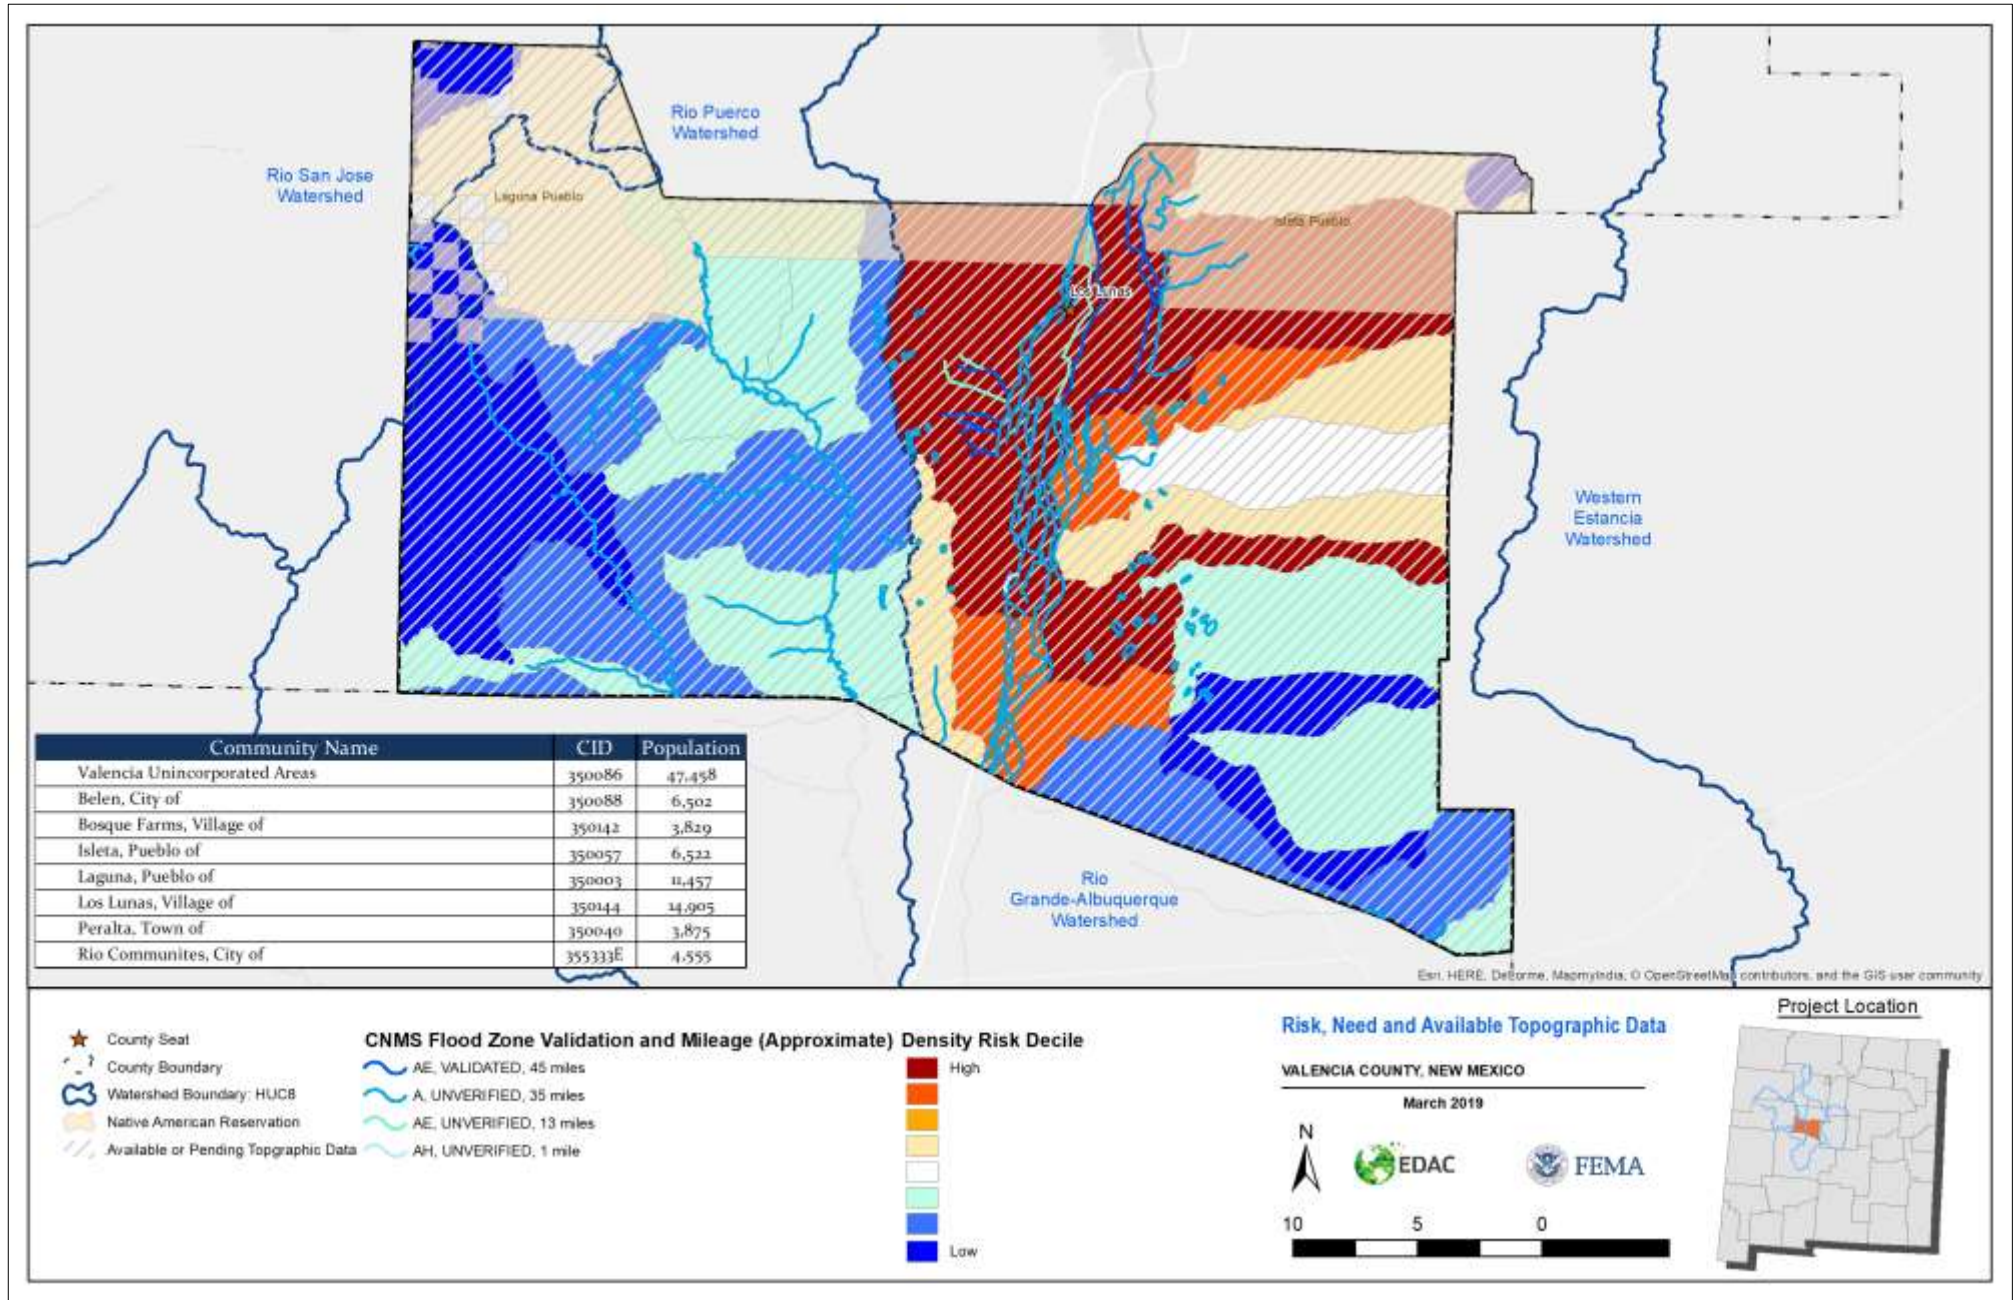 Rio Puerco
Watershed
Rio San Jose
Watershed
Laguna Pueblo
Isleta Pueblo
Los Lunas
Western
Estancia
Watershed
Rio
Grande-Albuquerque
Watershed
Community Name CID Population
Valencia Unincorporated Areas 350086 47,458
Belen, City of 350088 6,502
Bosque Farms, Village of 350142 3,829
Isleta, Pueblo of 350057 6,522
Laguna, Pueblo of 350003 11,457
Los Lunas, Village of 350144 14,905
Peralta, Town of 350040 3,875
Rio Communites, City of 355333E 4,555
Esri, HERE, DeLorme, MapmyIndia, © OpenStreetMap contributors, and the GIS user community
County Seat
County Boundary
Watershed Boundary: HUC8
Native American Reservation
Available or Pending Topgraphic Data
CNMS Flood Zone Validation and Mileage (Approximate)
AE, VALIDATED, 45 miles
A, UNVERIFIED, 35 miles
AE, UNVERIFIED, 13 miles
AH, UNVERIFIED, 1 mile
Density Risk Decile
High
Low
Risk, Need and Available Topographic Data
VALENCIA COUNTY, NEW MEXICO
March 2019
N
EDAC
FEMA
10 5 0
Project Location